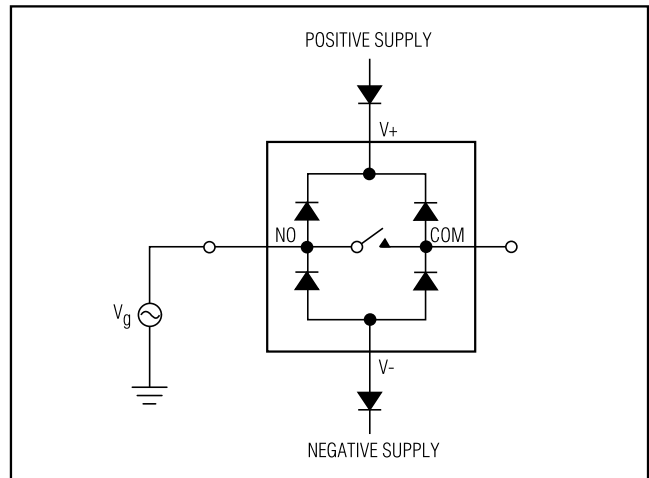 POSITIVE SUPPLY
V+
NO
COM
Vg
V-
NEGATIVE SUPPLY